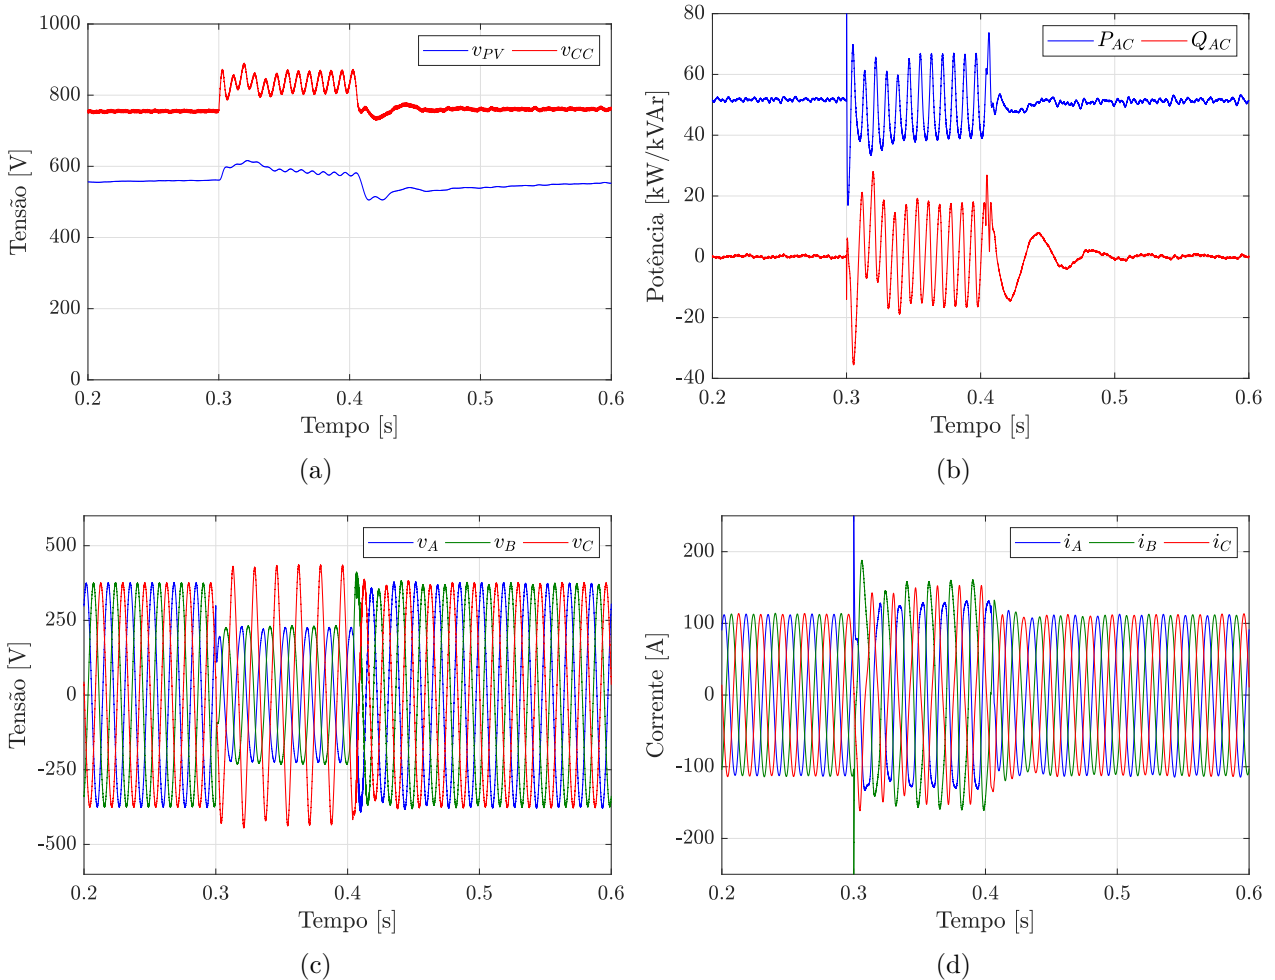 1000
800
600
400
200
0
0.2 0.3 0.4 0.5 0.6
Tensão [V]
Tempo [s]
v_PV v_CC
(a)
80
60
40
20
0
-20
-40
0.2 0.3 0.4 0.5 0.6
Potência [kW/kVAr]
Tempo [s]
P_AC Q_AC
(b)
500
250
0
-250
-500
0.2 0.3 0.4 0.5 0.6
Tensão [V]
Tempo [s]
v_A v_B v_C
(c)
200
100
0
-100
-200
0.2 0.3 0.4 0.5 0.6
Corrente [A]
Tempo [s]
i_A i_B i_C
(d)